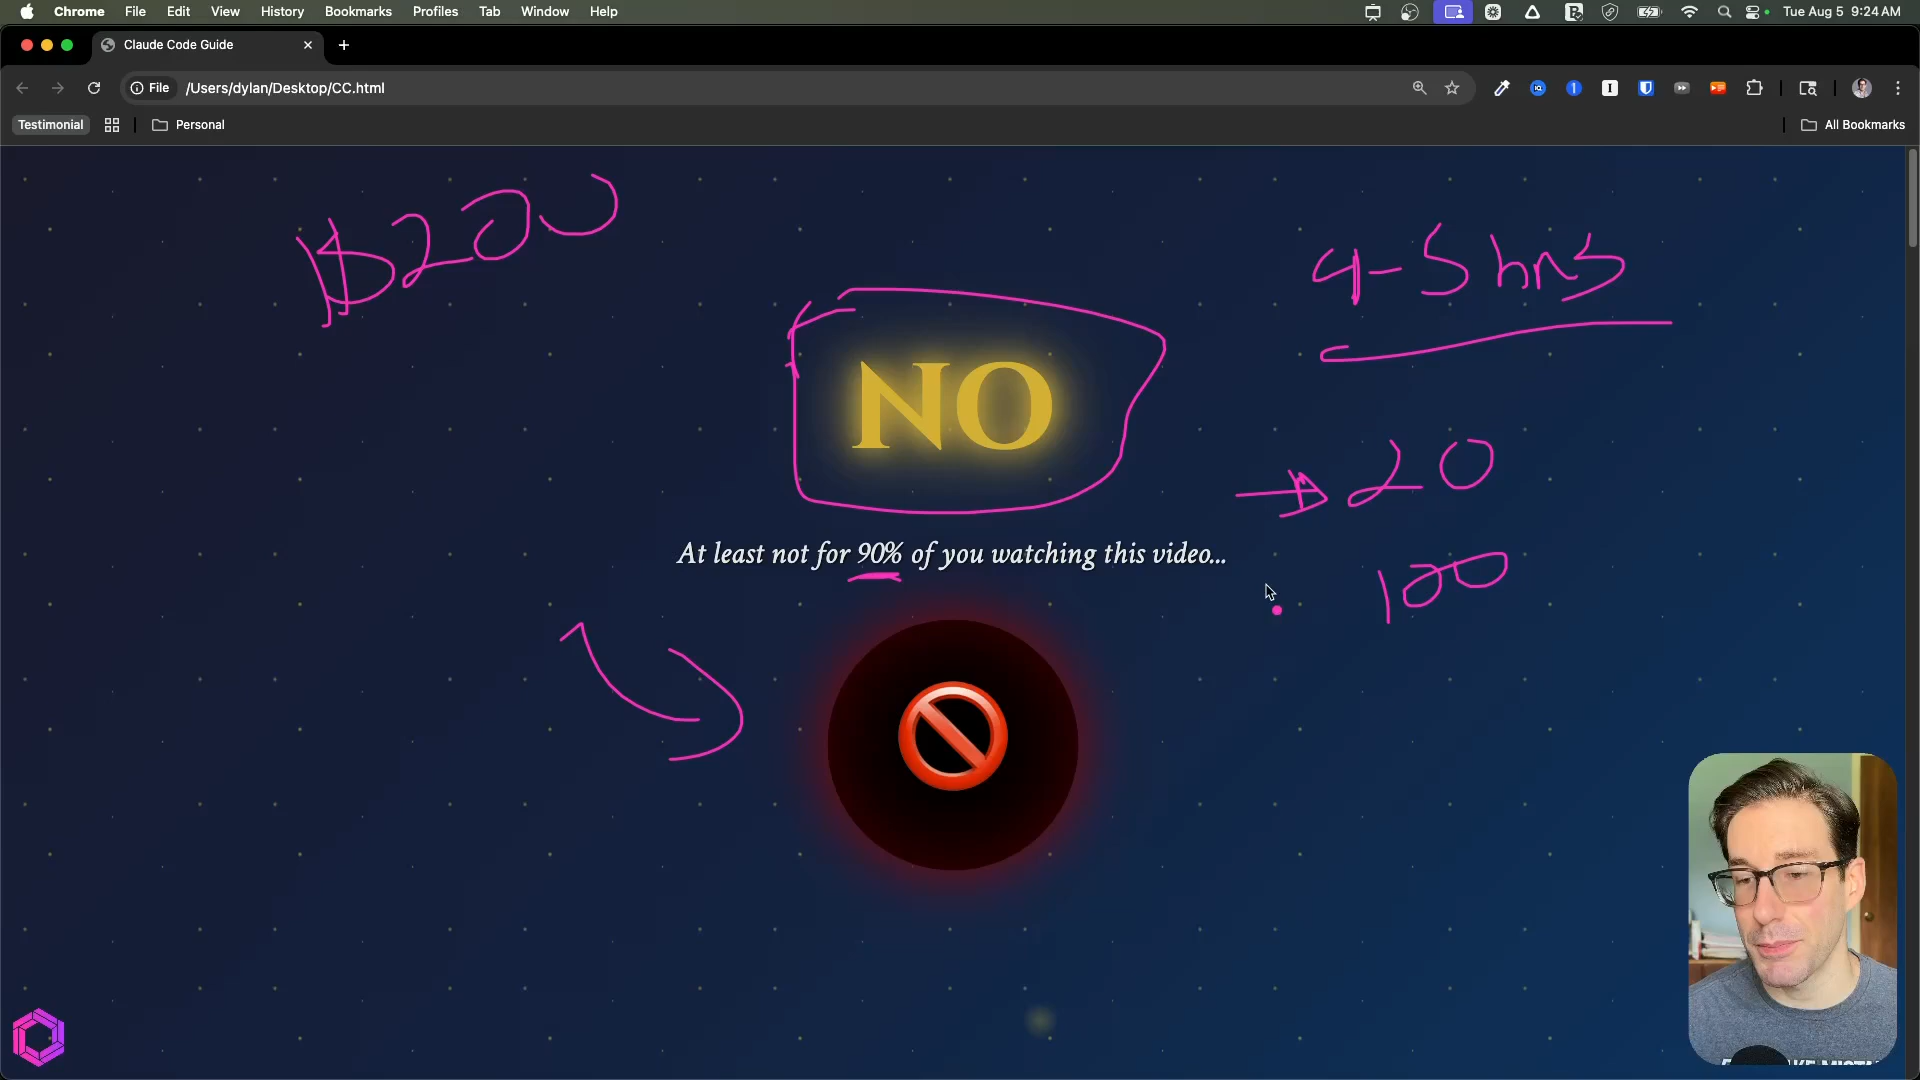 Chrome File Edit View History Bookmarks Profiles Tab Window Help Tue Aug 5 9:24 AM
Claude Code Guide
File /Users/dylan/Desktop/CC.html
Testimonial Personal All Bookmarks
$200
4-5 hrs
NO
→ 20
At least not for 90% of you watching this video...
100